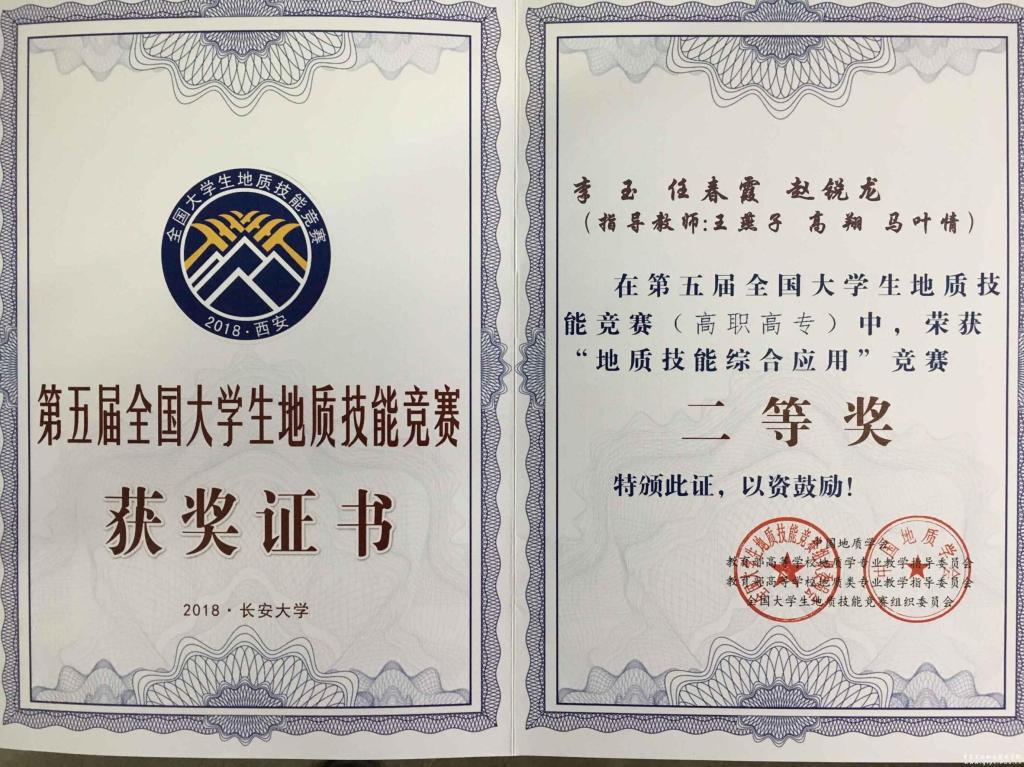 全国大学生地质技能竞赛
2018·西安
第五届全国大学生地质技能竞赛
获奖证书
2018·长安大学
李玉 任春霞 赵锐龙
(指导教师:王燕子 高翔 马叶情)
在第五届全国大学生地质技
能竞赛(高职高专)中,荣获
“地质技能综合应用”竞赛
二等奖
特颁此证,以资鼓励!
中国地质学会
教育部高等学校地质学专业教学指导委员会
教育部高等学校地质类专业教学指导委员会
全国大学生地质技能竞赛组织委员会
中国地质学会